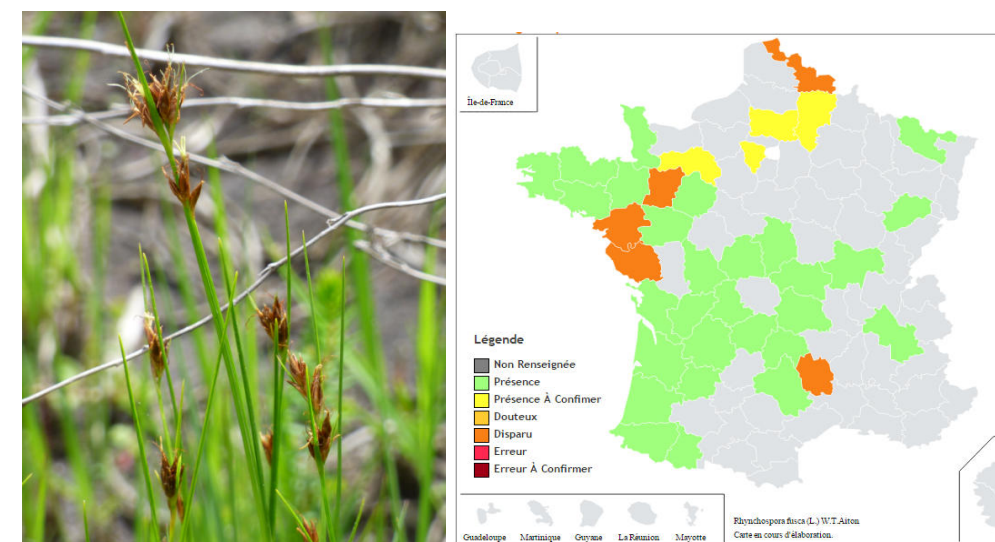 Île-de-France
Légende
Non Renseignée
Présence
Présence À Confimer
Douteux
Disparu
Erreur
Erreur À Confirmer
Guadeloupe Martinique Guyane La Réunion Mayotte
Rhynchospora fusca (L.) W.T.Aiton
Carte en cours d'élaboration.